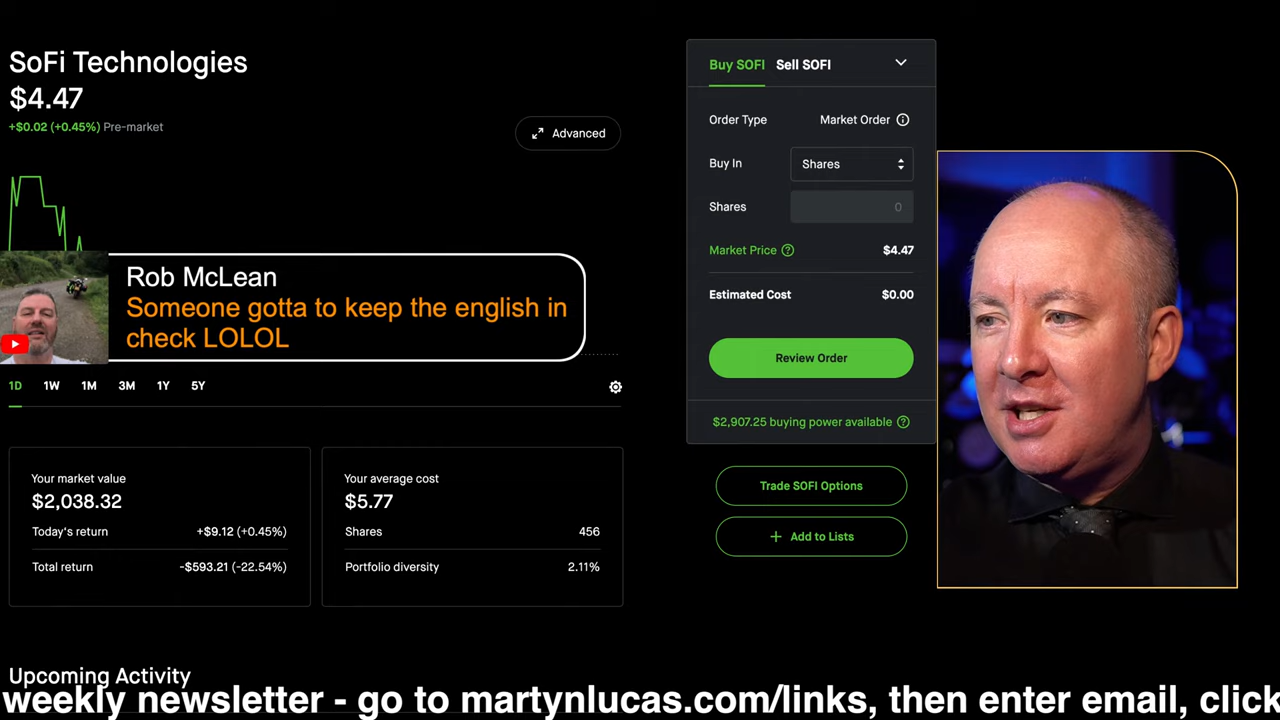 SoFi Technologies
$4.47
+$0.02 (+0.45%) Pre-market
Advanced
Rob McLean
Someone gotta to keep the english in
check LOLOL
1D 1W 1M 3M 1Y 5Y
Your market value
$2,038.32
Today's return +$9.12 (+0.45%)
Total return -$593.21 (-22.54%)
Your average cost
$5.77
Shares 456
Portfolio diversity 2.11%
Buy SOFI Sell SOFI
Order Type Market Order
Buy In Shares
Shares 0
Market Price $4.47
Estimated Cost $0.00
Review Order
$2,907.25 buying power available
Trade SOFI Options
+ Add to Lists
Upcoming Activity
weekly newsletter - go to martynlucas.com/links, then enter email, click